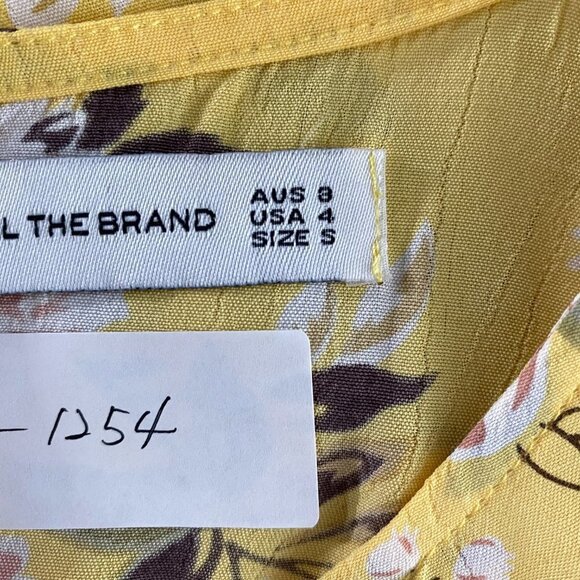 L THE BRAND
AUS 8
USA 4
SIZE S
-1254